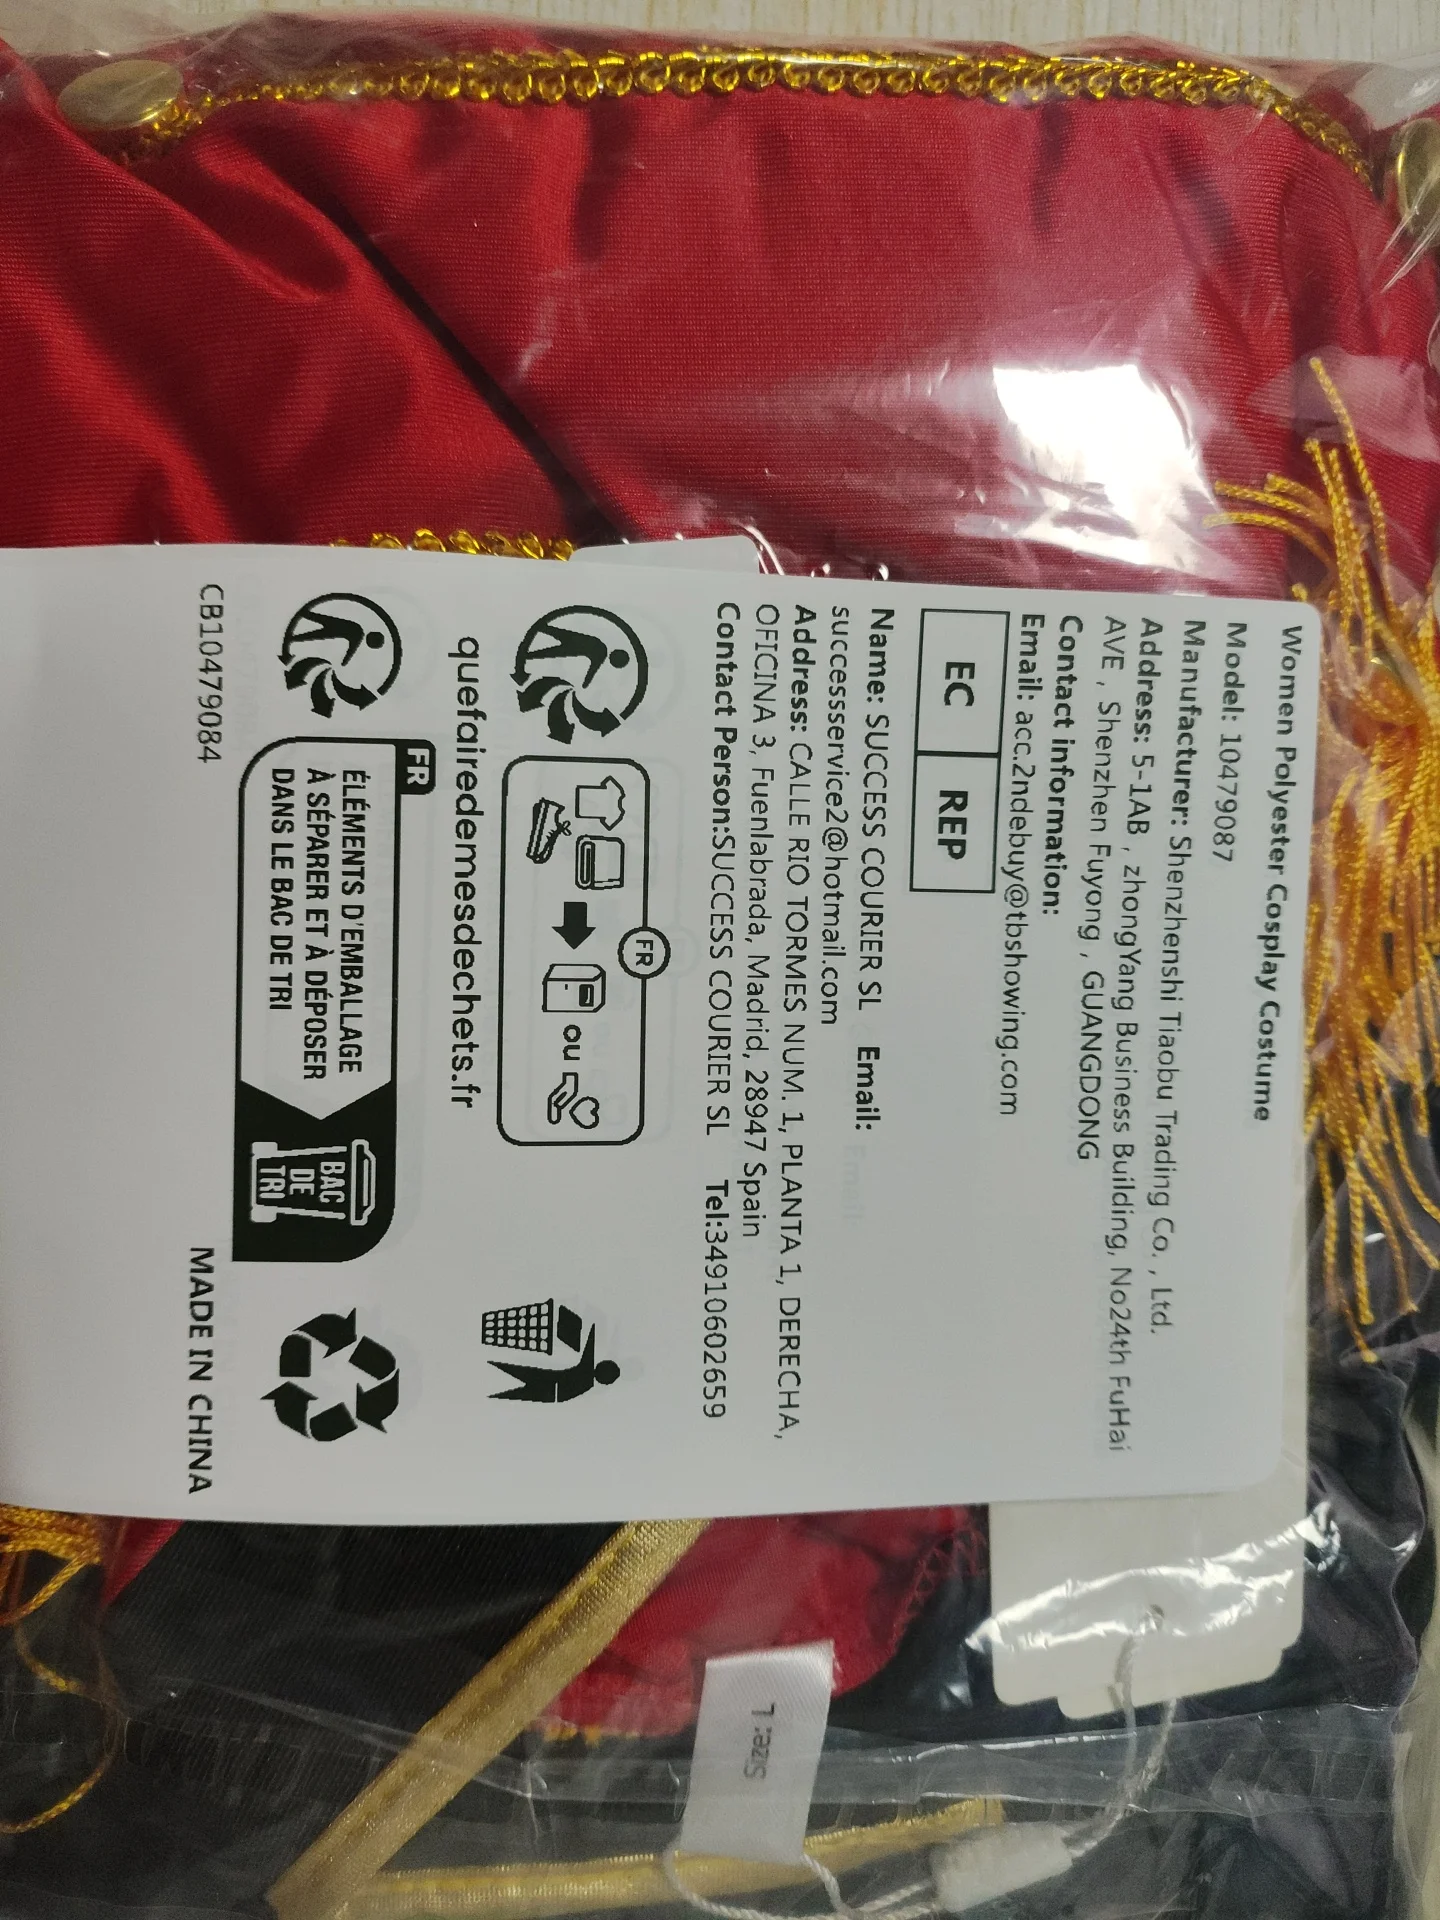 Women Polyester Cosplay Costume
Model: 10479087
Manufacturer: Shenzhenshi Tiaobu Trading Co. , Ltd.
Address: 5-1AB , zhongYang Business Building, No24th FuHai
AVE , Shenzhen Fuyong , GUANGDONG
Contact information:
Email: acc.2ndebuy@tbshowing.com
EC REP
Name: SUCCESS COURIER SL Email:
successservice2@hotmail.com
Address: CALLE RIO TORMES NUM. 1, PLANTA 1, DERECHA,
OFICINA 3, Fuenlabrada, Madrid, 28947 Spain
Contact Person:SUCCESS COURIER SL Tel:34910602659
FR
ou
quefairedemesdechets.fr
FR
ÉLÉMENTS D'EMBALLAGE
À SÉPARER ET À DÉPOSER
DANS LE BAC DE TRI
BAC
DE
TRI
CB10479084
MADE IN CHINA
Size: L